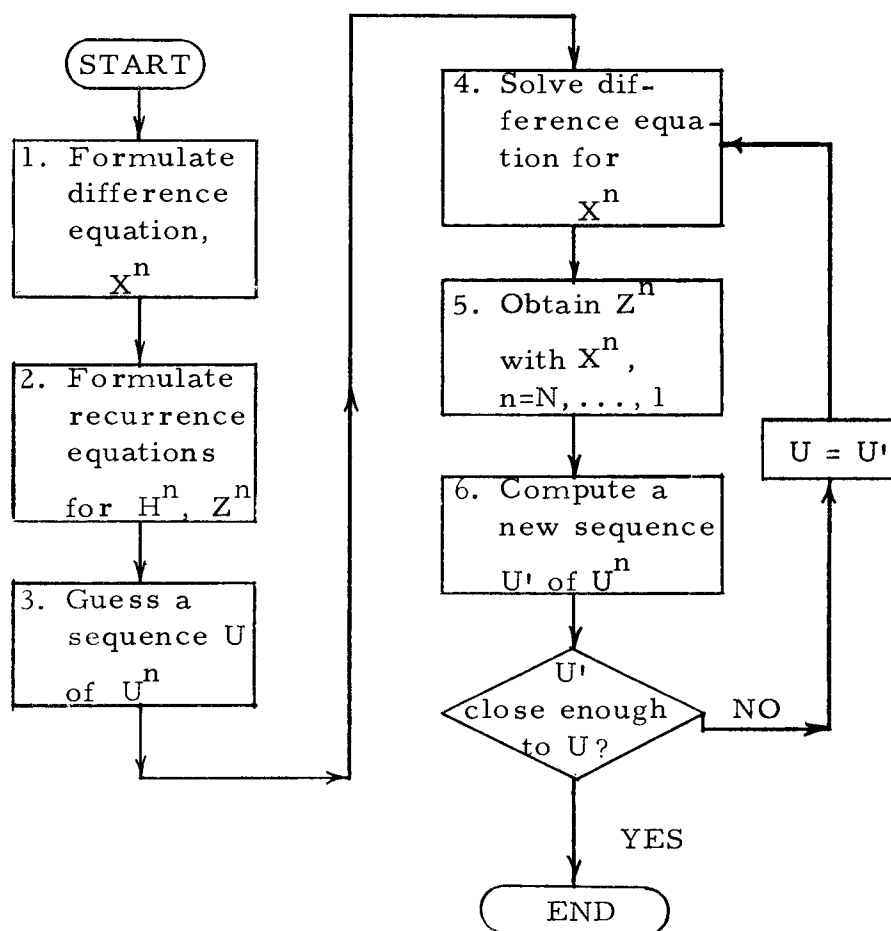 START
1. Formulate
difference
equation,
X^n
2. Formulate
recurrence
equations
for H^n, Z^n
3. Guess a
sequence U
of U^n
4. Solve dif-
ference equa-
tion for
X^n
5. Obtain Z^n
with X^n,
n=N,..., 1
6. Compute a
new sequence
U' of U^n
U'
close enough
to U?
NO
U = U'
YES
END